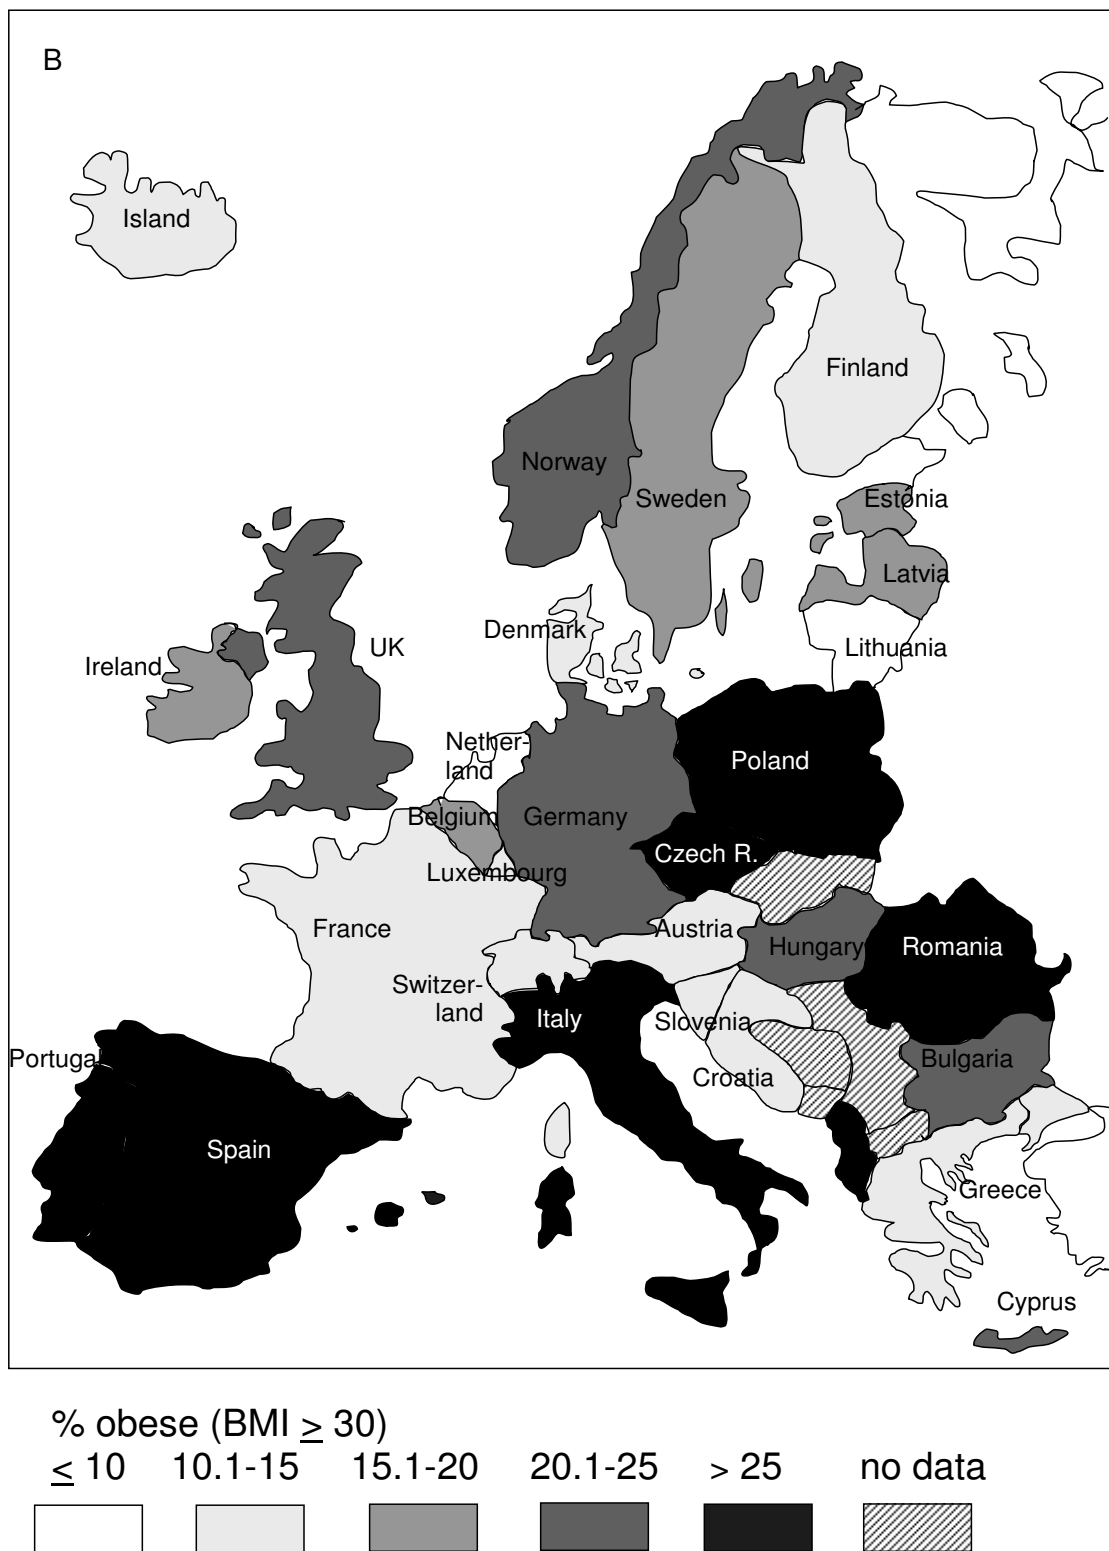 B
Island
Finland
Norway
Sweden
Estonia
Latvia
Denmark
Lithuania
UK
Ireland
Nether-
land
Poland
Belgium
Germany
Czech R.
Luxembourg
France
Austria
Hungary
Romania
Switzer-
land
Italy
Slovenia
Portugal
Bulgaria
Croatia
Spain
Greece
Cyprus
% obese (BMI ≥ 30)
≤ 10 10.1-15 15.1-20 20.1-25 > 25 no data